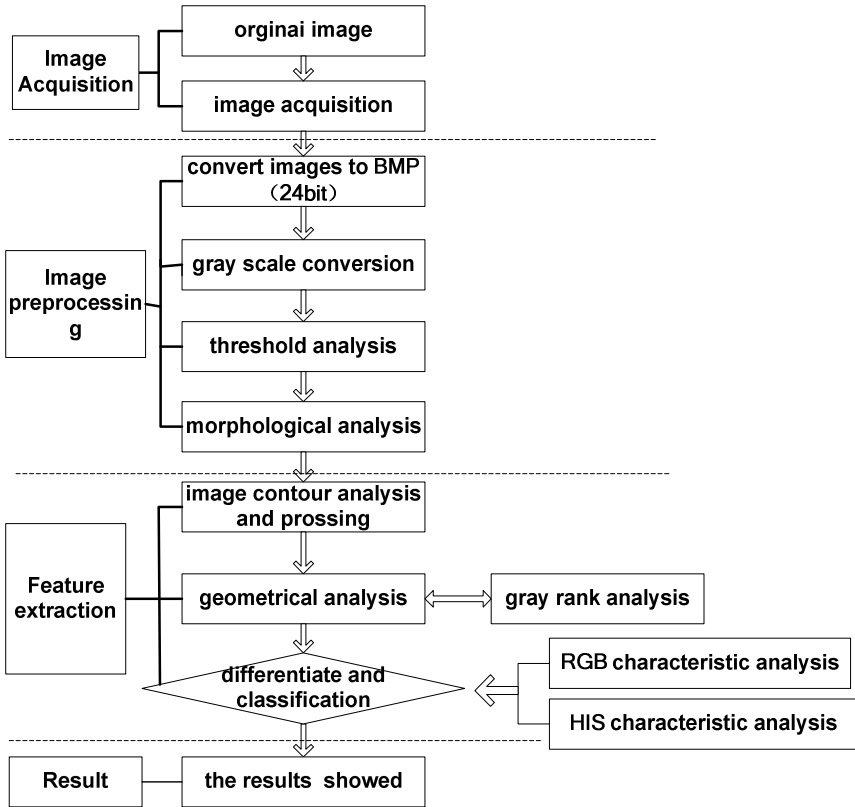 orginai image
Image
Acquisition
image acquisition
convert images to BMP
（24bit）
gray scale conversion
Image
preprocessin
g
threshold analysis
morphological analysis
image contour analysis
and prossing
Feature
extraction
geometrical analysis
gray rank analysis
differentiate and
classification
RGB characteristic analysis
HIS characteristic analysis
Result
the results showed